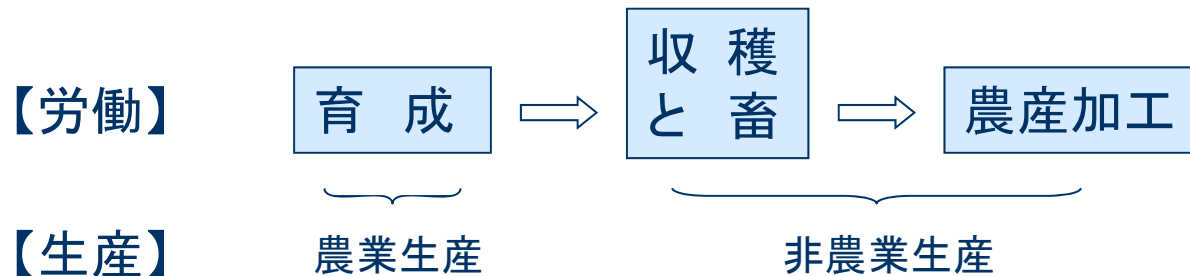 【労働】
育 成
収 穫
と 畜
農産加工
【生産】
農業生産
非農業生産